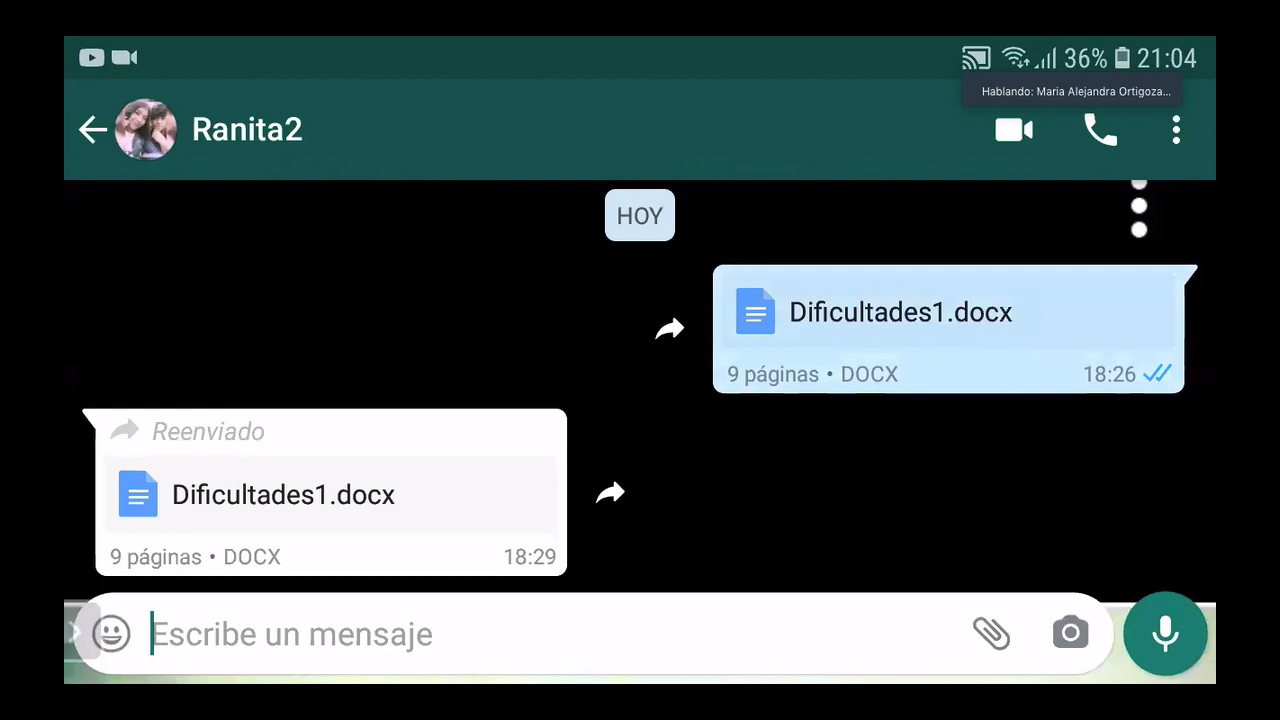 36% 21:04
Hablando: Maria Alejandra Ortigoza...
Ranita2
HOY
Dificultades1.docx
9 páginas • DOCX 18:26
Reenviado
Dificultades1.docx
9 páginas • DOCX 18:29
Escribe un mensaje